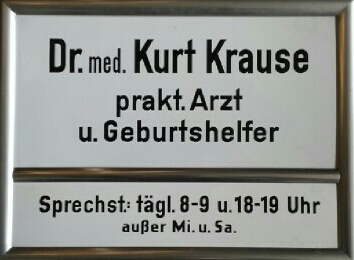 Dr. med. Kurt Krause
prakt. Arzt
u. Geburtshelfer
Sprechst.: tägl. 8-9 u. 18-19 Uhr
außer Mi. u. Sa.